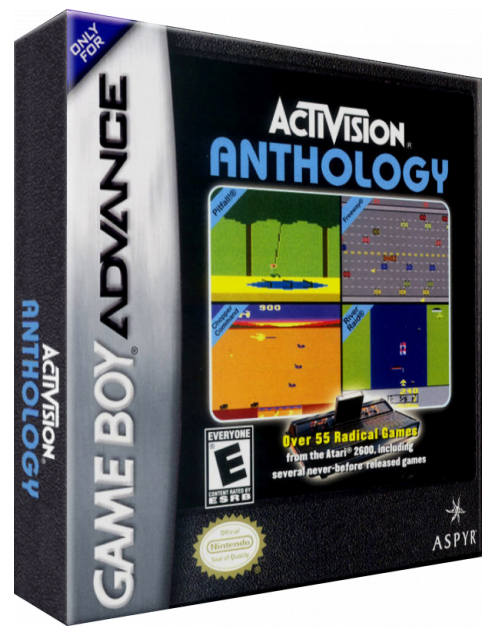 ONLY
FOR
GAME BOY ADVANCE
ACTIVISION
ANTHOLOGY
ACTIVISION®
ANTHOLOGY
Pitfall!®
Freeway®
Chopper
Command
900
River
Raid®
Over 55 Radical Games
from the Atari® 2600, including
several never-before released games
EVERYONE
E
CONTENT RATED BY
ESRB
Official
Nintendo
Seal of Quality
ASPYR